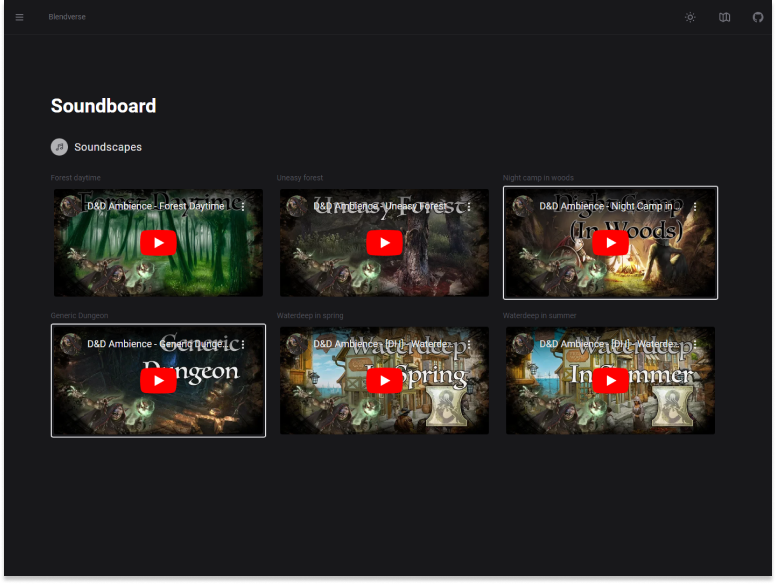 Blendverse
Soundboard
Soundscapes
Forest daytime
Uneasy forest
Night camp in woods
Forest Daytime
D&D Ambience - Forest Daytime
Uneasy Forest
D&D Ambience - Uneasy Forest
Night Camp
D&D Ambience - Night Camp in ...
(In Woods)
Generic Dungeon
Waterdeep in spring
Waterdeep in summer
Generic
D&D Ambience - Generic Dunge...
Dungeon
Waterdeep
D&D Ambience - [DH] - Waterde...
In Spring
Waterdeep
D&D Ambience - [DH] - Waterde...
In Summer